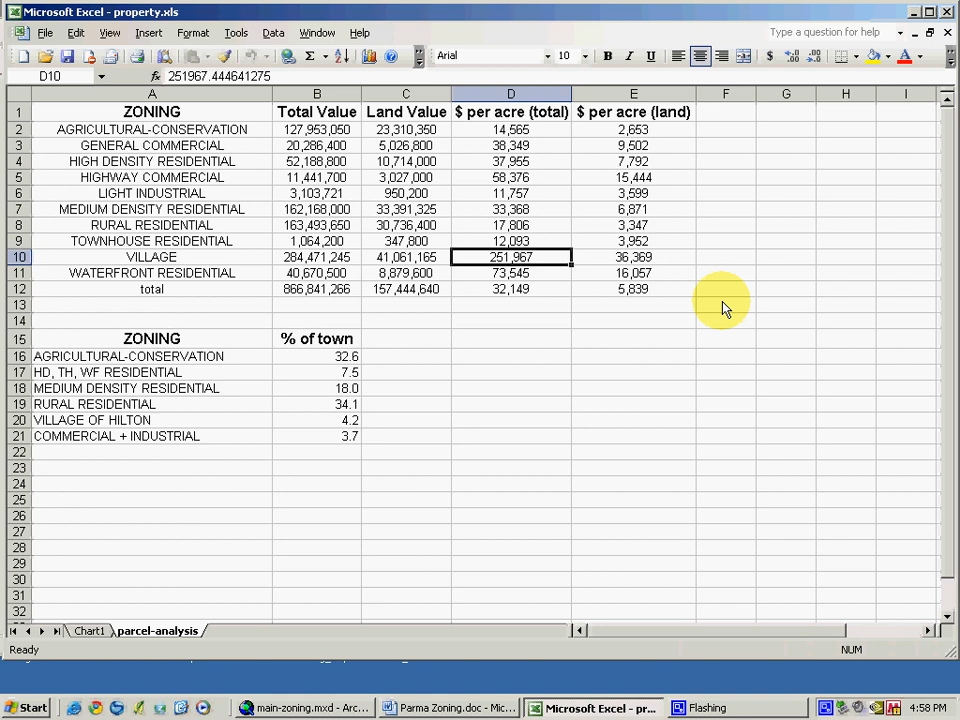 Microsoft Excel - property.xls
File Edit View Insert Format Tools Data Window Help Type a question for help
Arial 10 B I U $
D10 fx 251967.444641275
A B C D E F G H I
1 ZONING Total Value Land Value $ per acre (total) $ per acre (land)
2 AGRICULTURAL-CONSERVATION 127,953,050 23,310,350 14,565 2,653
3 GENERAL COMMERCIAL 20,286,400 5,026,800 38,349 9,502
4 HIGH DENSITY RESIDENTIAL 52,188,800 10,714,000 37,955 7,792
5 HIGHWAY COMMERCIAL 11,441,700 3,027,000 58,376 15,444
6 LIGHT INDUSTRIAL 3,103,721 950,200 11,757 3,599
7 MEDIUM DENSITY RESIDENTIAL 162,168,000 33,391,325 33,368 6,871
8 RURAL RESIDENTIAL 163,493,650 30,736,400 17,806 3,347
9 TOWNHOUSE RESIDENTIAL 1,064,200 347,800 12,093 3,952
10 VILLAGE 284,471,245 41,061,165 251,967 36,369
11 WATERFRONT RESIDENTIAL 40,670,500 8,879,600 73,545 16,057
12 total 866,841,266 157,444,640 32,149 5,839
13
14
15 ZONING % of town
16 AGRICULTURAL-CONSERVATION 32.6
17 HD, TH, WF RESIDENTIAL 7.5
18 MEDIUM DENSITY RESIDENTIAL 18.0
19 RURAL RESIDENTIAL 34.1
20 VILLAGE OF HILTON 4.2
21 COMMERCIAL + INDUSTRIAL 3.7
22
23
24
25
26
27
28
29
30
31
32
Chart1 parcel-analysis
Ready NUM
Start main-zoning.mxd - Arc... Parma Zoning.doc - Mic... Microsoft Excel - pr... Flashing 4:58 PM